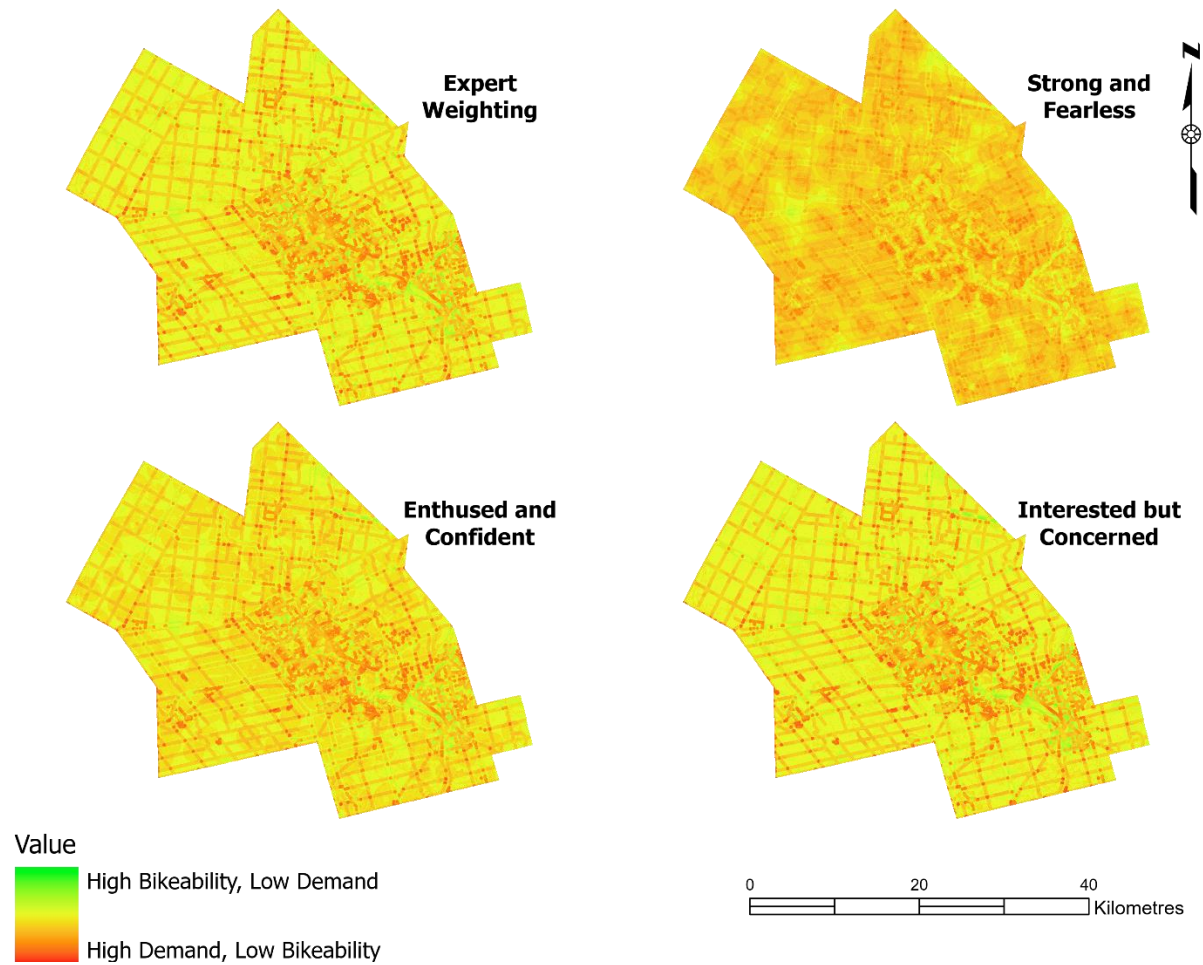 Expert
Weighting
Strong and
Fearless
N
Enthused and
Confident
Interested but
Concerned
Value
High Bikeability, Low Demand
High Demand, Low Bikeability
0 20 40
Kilometres